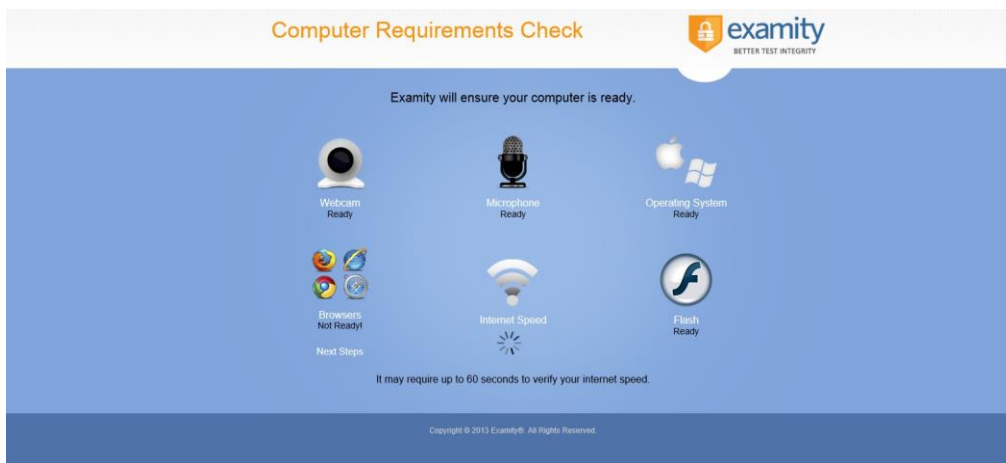 Computer Requirements Check
examity
BETTER TEST INTEGRITY
Examity will ensure your computer is ready.
Webcam
Ready
Microphone
Ready
Operating System
Ready
Browsers
Not Ready!
Next Steps
Internet Speed
Flash
Ready
It may require up to 60 seconds to verify your internet speed.
Copyright © 2013 Examity®. All Rights Reserved.